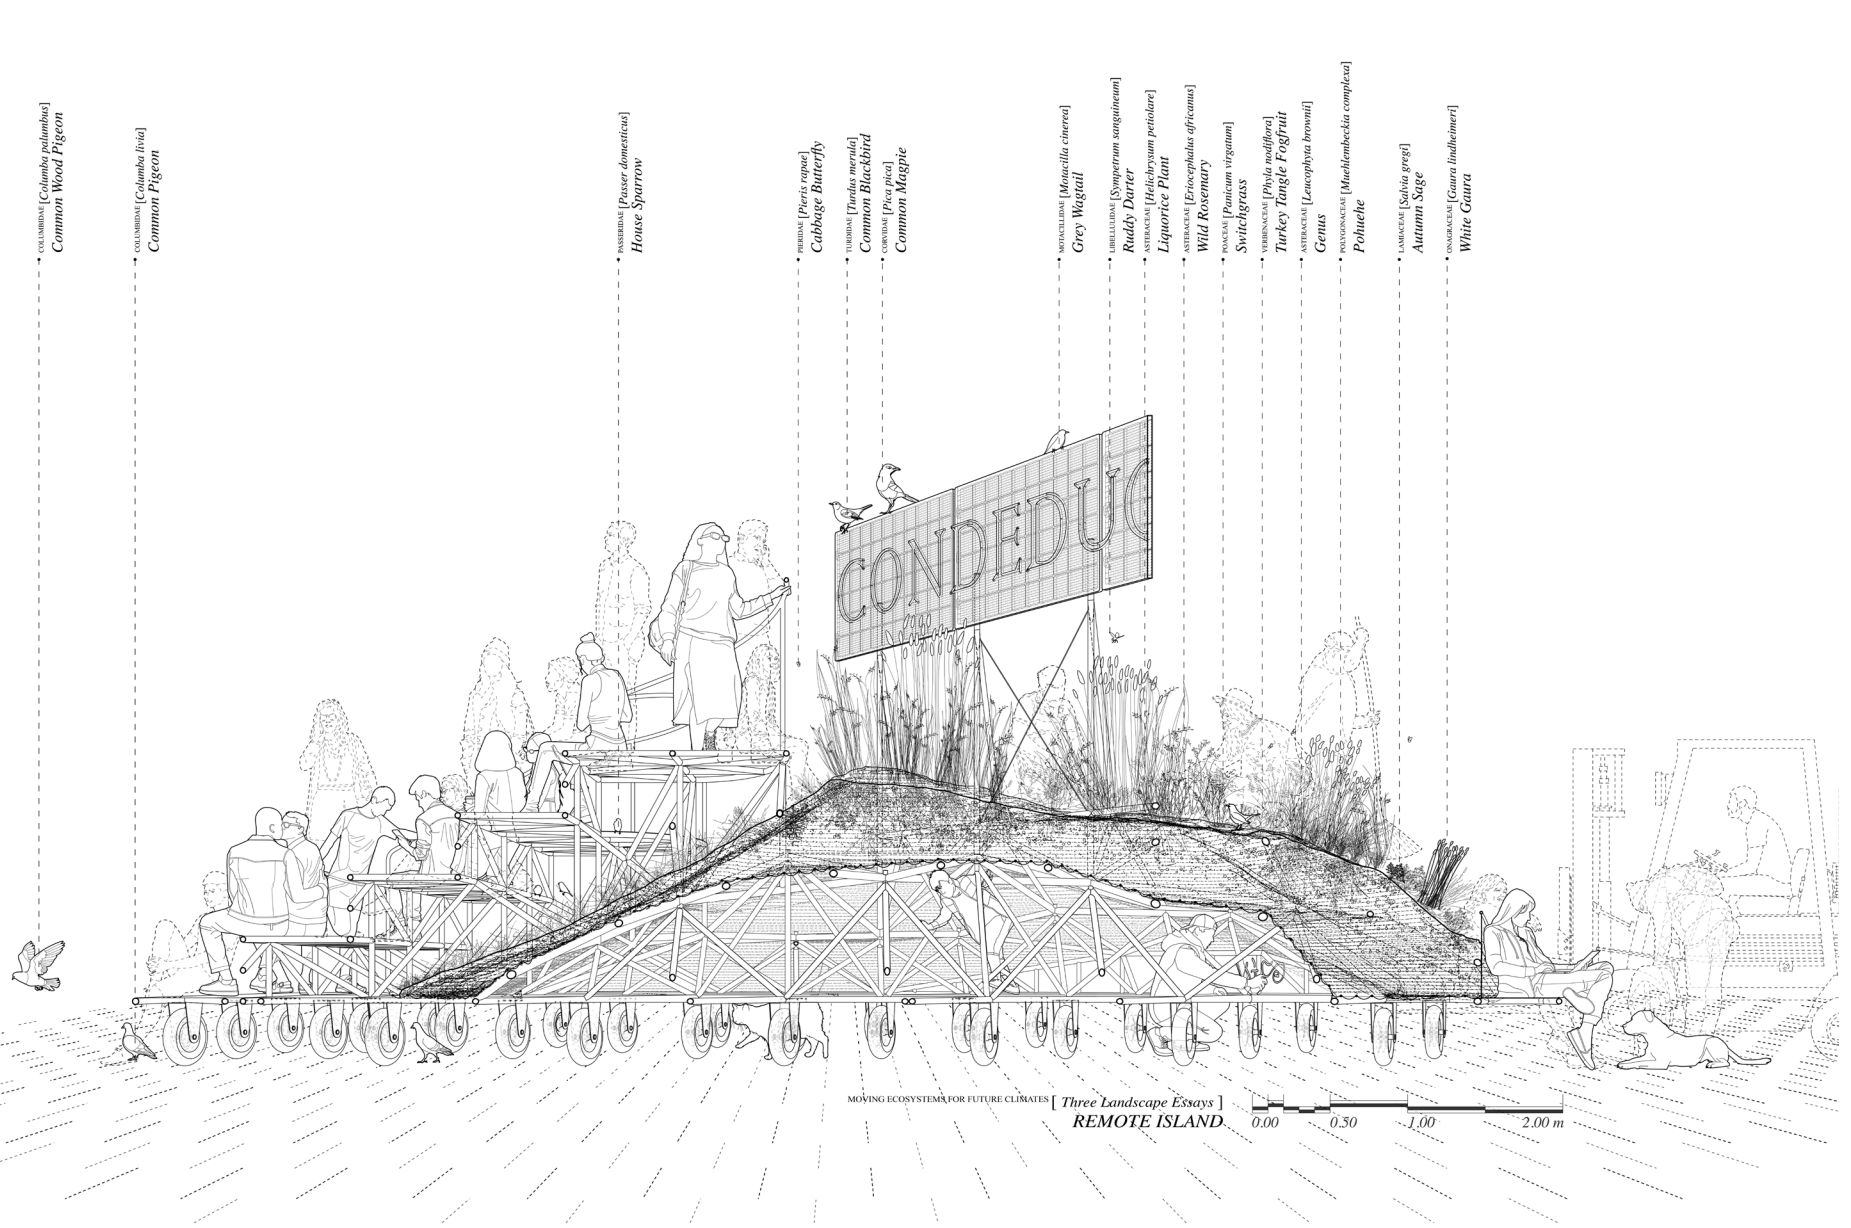 COLUMBIDAE [Columba palumbus]
Common Wood Pigeon
COLUMBIDAE [Columba livia]
Common Pigeon
PASSERIDAE [Passer domesticus]
House Sparrow
PIERIDAE [Pieris rapae]
Cabbage Butterfly
TURDIDAE [Turdus merula]
Common Blackbird
CORVIDAE [Pica pica]
Common Magpie
MOTACILLIDAE [Motacilla cinerea]
Grey Wagtail
LIBELLULIDAE [Sympetrum sanguineum]
Ruddy Darter
ASTERACEAE [Helichrysum petiolare]
Liquorice Plant
ASTERACEAE [Eriocephalus africanus]
Wild Rosemary
POACEAE [Panicum virgatum]
Switchgrass
VERBENACEAE [Phyla nodiflora]
Turkey Tangle Fogfruit
ASTERACEAE [Leucophyta brownii]
Genus
POLYGONACEAE [Muehlembeckia complexa]
Pohuehe
LAMIACEAE [Salvia gregi]
Autumn Sage
ONAGRACEAE [Gaura lindheimeri]
White Gaura
CONDEDUC
MOVING ECOSYSTEMS FOR FUTURE CLIMATES [ Three Landscape Essays ]
REMOTE ISLAND
0.00 0.50 1.00 2.00 m